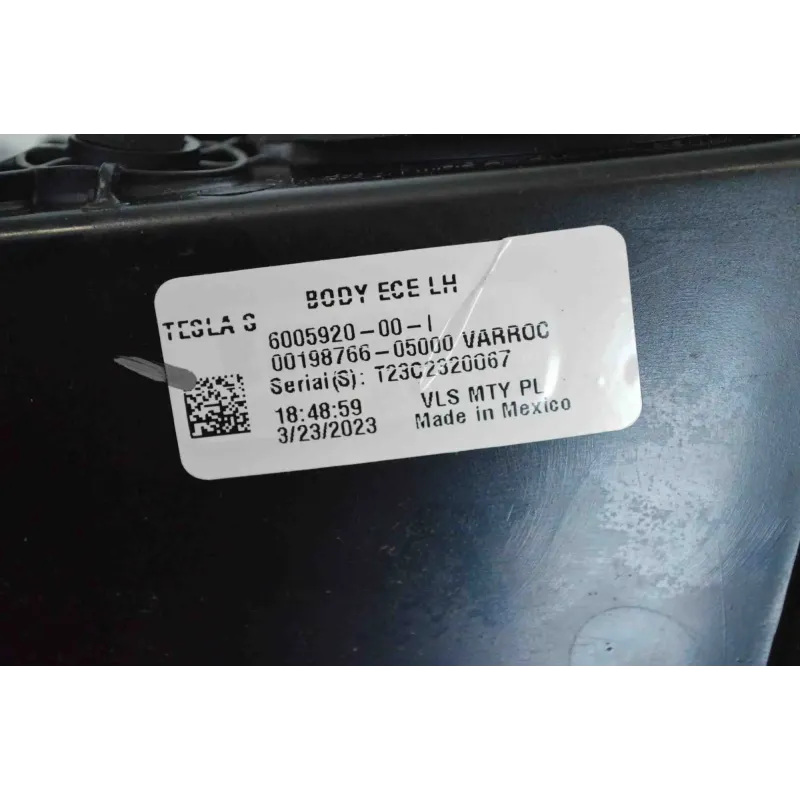 BODY ECE LH
TESLA S
6005920-00-I
00198766-05000 VARROC
Serial(S): T23C2320067
18:48:59 VLS MTY PL
3/23/2023 Made in Mexico